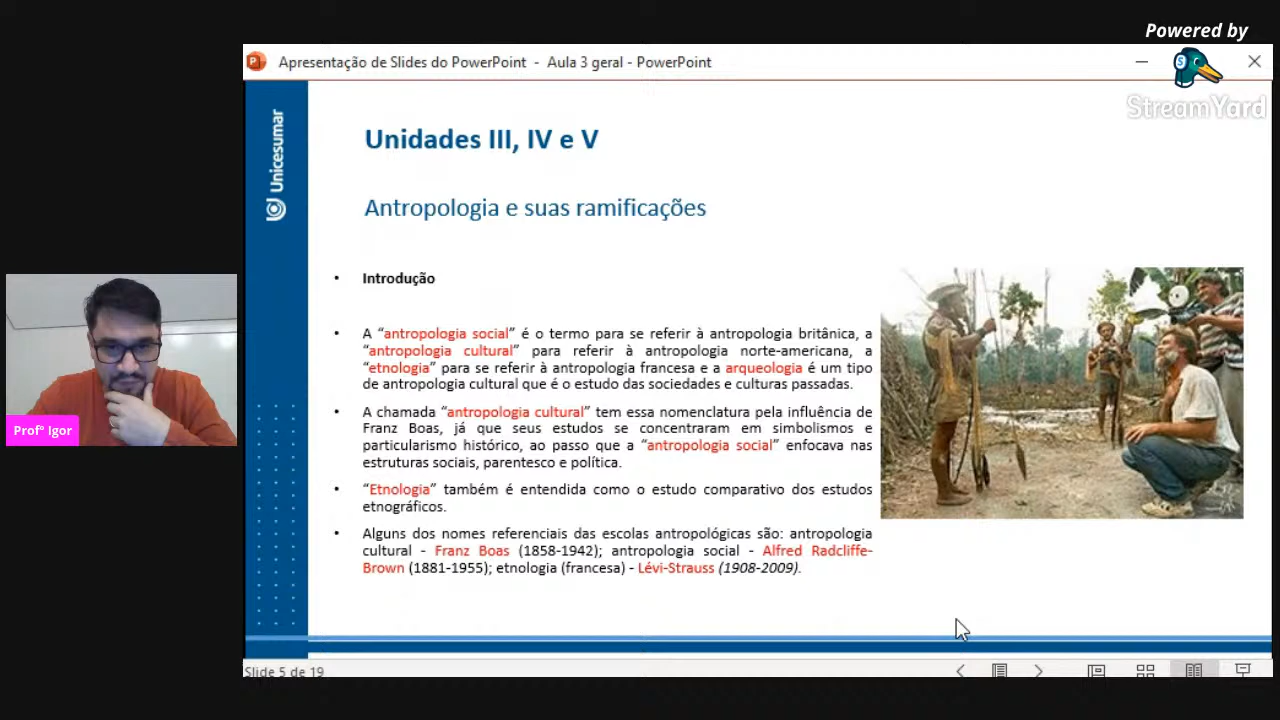 Powered by
StreamYard
Apresentação de Slides do PowerPoint - Aula 3 geral - PowerPoint
Unicesumar
Unidades III, IV e V
Antropologia e suas ramificações
• Introdução
• A “antropologia social” é o termo para se referir à antropologia britânica, a
“antropologia cultural” para referir à antropologia norte-americana, a
“etnologia” para se referir à antropologia francesa e a arqueologia é um tipo
de antropologia cultural que é o estudo das sociedades e culturas passadas.
• A chamada “antropologia cultural” tem essa nomenclatura pela influência de
Franz Boas, já que seus estudos se concentraram em simbolismos e
particularismo histórico, ao passo que a “antropologia social” enfocava nas
estruturas sociais, parentesco e política.
• “Etnologia” também é entendida como o estudo comparativo dos estudos
etnográficos.
• Alguns dos nomes referenciais das escolas antropológicas são: antropologia
cultural - Franz Boas (1858-1942); antropologia social - Alfred Radcliffe-
Brown (1881-1955); etnologia (francesa) - Lévi-Strauss (1908-2009).
Profº Igor
Slide 5 de 19